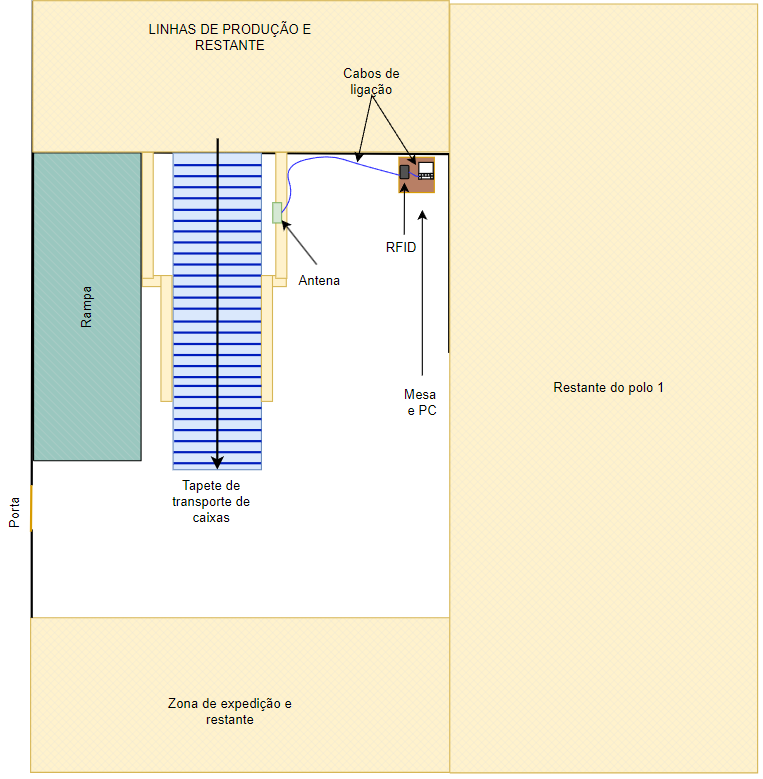 LINHAS DE PRODUÇÃO E
RESTANTE
Cabos de
ligação
RFID
Antena
Rampa
Mesa
e PC
Restante do polo 1
Tapete de
transporte de
caixas
Porta
Zona de expedição e
restante